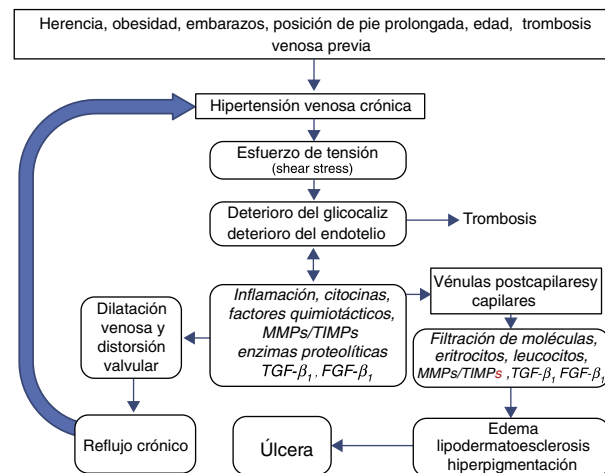 Herencia, obesidad, embarazos, posición de pie prolongada, edad, trombosis
venosa previa
Hipertensión venosa crónica
Esfuerzo de tensión
(shear stress)
Deterioro del glicocaliz
deterioro del endotelio
Trombosis
Inflamación, citocinas,
factores quimiotácticos,
MMPs/TIMPs
enzimas proteolíticas
TGF-β1 , FGF-β1
Vénulas postcapilaresy
capilares
Dilatación
venosa y
distorsión
valvular
Filtración de moléculas,
eritrocitos, leucocitos,
MMPs/TIMPs ,TGF-β1 FGF-β1
Reflujo crónico
Úlcera
Edema
lipodermatoesclerosis
hiperpigmentación